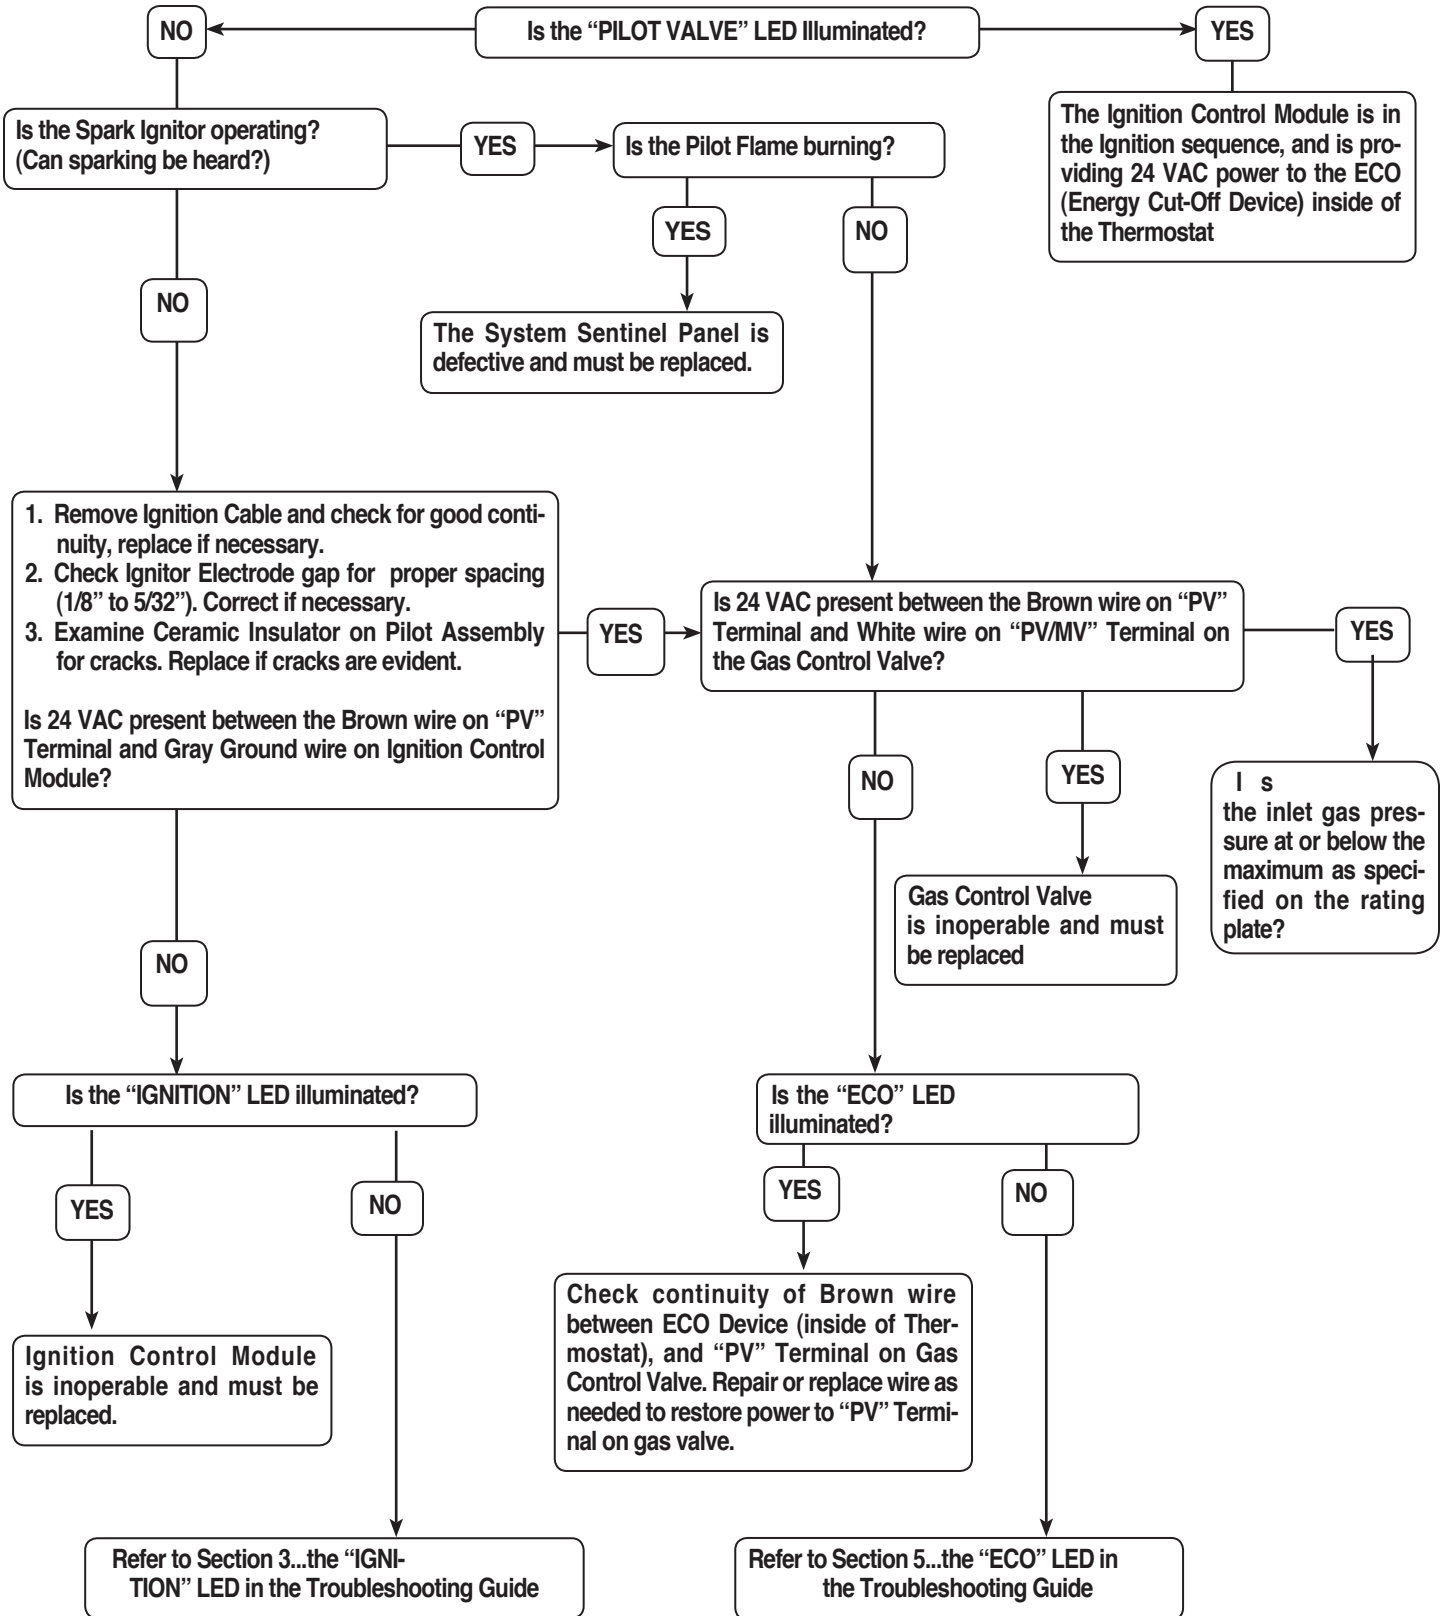 NO
Is the “PILOT VALVE” LED Illuminated?
YES
Is the Spark Ignitor operating?
(Can sparking be heard?)
YES
Is the Pilot Flame burning?
The Ignition Control Module is in
the Ignition sequence, and is pro-
viding 24 VAC power to the ECO
(Energy Cut-Off Device) inside of
the Thermostat
YES
NO
NO
The System Sentinel Panel is
defective and must be replaced.
1. Remove Ignition Cable and check for good conti-
nuity, replace if necessary.
2. Check Ignitor Electrode gap for proper spacing
(1/8” to 5/32”). Correct if necessary.
3. Examine Ceramic Insulator on Pilot Assembly
for cracks. Replace if cracks are evident.
Is 24 VAC present between the Brown wire on “PV”
Terminal and Gray Ground wire on Ignition Control
Module?
YES
Is 24 VAC present between the Brown wire on “PV”
Terminal and White wire on “PV/MV” Terminal on
the Gas Control Valve?
YES
NO
YES
I s
the inlet gas pres-
sure at or below the
maximum as speci-
fied on the rating
plate?
Gas Control Valve
is inoperable and must
be replaced
NO
Is the “IGNITION” LED illuminated?
Is the “ECO” LED
illuminated?
YES
NO
YES
NO
Ignition Control Module
is inoperable and must be
replaced.
Check continuity of Brown wire
between ECO Device (inside of Ther-
mostat), and “PV” Terminal on Gas
Control Valve. Repair or replace wire as
needed to restore power to “PV” Termi-
nal on gas valve.
Refer to Section 3...the “IGNI-
TION” LED in the Troubleshooting Guide
Refer to Section 5...the “ECO” LED in
the Troubleshooting Guide